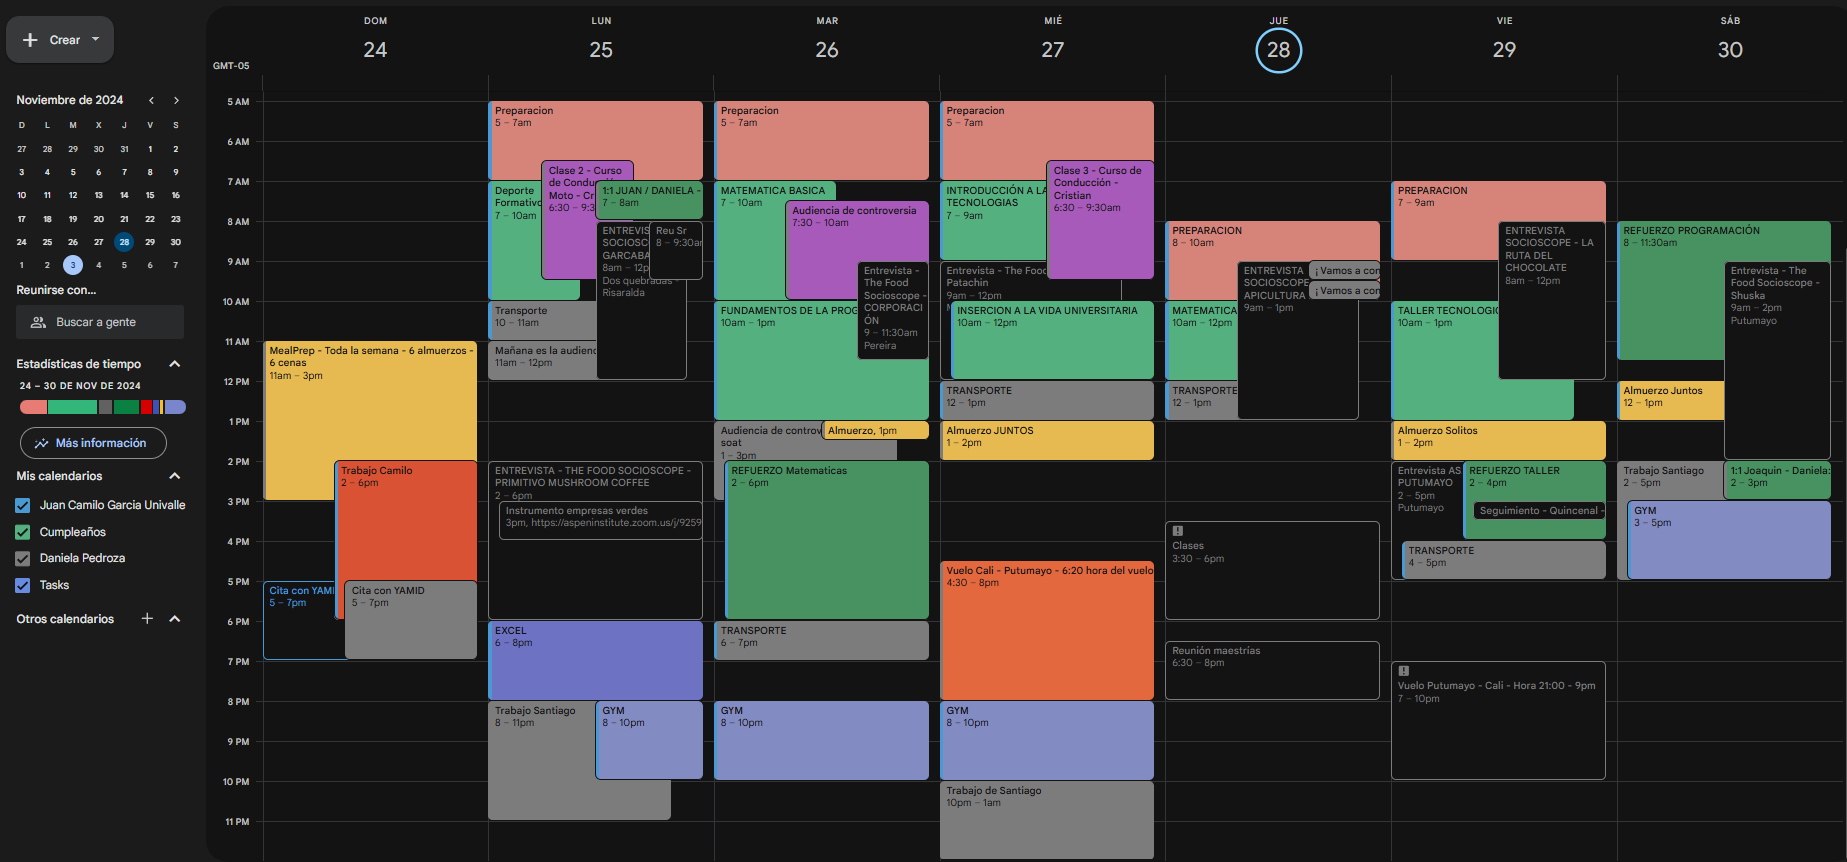 Crear
Noviembre de 2024
D L M X J V S
27 28 29 30 31 1 2
3 4 5 6 7 8 9
10 11 12 13 14 15 16
17 18 19 20 21 22 23
24 25 26 27 28 29 30
1 2 3 4 5 6 7
Reunirse con...
Buscar a gente
Estadísticas de tiempo
24 – 30 DE NOV DE 2024
Más información
Mis calendarios
Juan Camilo Garcia Univalle
Cumpleaños
Daniela Pedroza
Tasks
Otros calendarios
GMT-05
5 AM
6 AM
7 AM
8 AM
9 AM
10 AM
11 AM
12 PM
1 PM
2 PM
3 PM
4 PM
5 PM
6 PM
7 PM
8 PM
9 PM
10 PM
11 PM
DOM
24
MealPrep - Toda la semana - 6 almuerzos -
6 cenas
11am – 3pm
Trabajo Camilo
2 – 6pm
Cita con YAMI
5 – 7pm
Cita con YAMID
5 – 7pm
LUN
25
Preparacion
5 – 7am
Deporte
Formativo
7 – 10am
Clase 2 - Curso
de Conducc
Moto - Cr
6:30 – 9:3
1:1 JUAN / DANIELA -
7 – 8am
ENTREVIS
SOCIOSC
GARCABA
8am – 12p
Dos quebradas -
Risaralda
Reu Sr
8 – 9:30am
Transporte
10 – 11am
Mañana es la audienc
11am – 12pm
ENTREVISTA - THE FOOD SOCIOSCOPE -
PRIMITIVO MUSHROOM COFFEE
2 – 6pm
Instrumento empresas verdes
3pm, https://aspeninstitute.zoom.us/j/9259
EXCEL
6 – 8pm
Trabajo Santiago
8 – 11pm
GYM
8 – 10pm
MAR
26
Preparacion
5 – 7am
MATEMATICA BASICA
7 – 10am
Audiencia de controversia
7:30 – 10am
Entrevista -
The Food
Socioscope -
CORPORACI
ÓN
9 – 11:30am
Pereira
FUNDAMENTOS DE LA PROG
10am – 1pm
Audiencia de controv
soat
1 – 3pm
Almuerzo, 1pm
REFUERZO Matematicas
2 – 6pm
TRANSPORTE
6 – 7pm
GYM
8 – 10pm
MIÉ
27
Preparacion
5 – 7am
INTRODUCCIÓN A LA
TECNOLOGIAS
7 – 9am
Clase 3 - Curso de
Conducción -
Cristian
6:30 – 9:30am
Entrevista - The Food
Patachin
9am – 12pm
INSERCION A LA VIDA UNIVERSITARIA
10am – 12pm
TRANSPORTE
12 – 1pm
Almuerzo JUNTOS
1 – 2pm
Vuelo Cali - Putumayo - 6:20 hora del vuelo
4:30 – 8pm
GYM
8 – 10pm
Trabajo de Santiago
10pm – 1am
JUE
28
PREPARACION
8 – 10am
ENTREVISTA
SOCIOSCOPE
APICULTURA
9am – 1pm
¡ Vamos a con
¡ Vamos a con
MATEMATICA
10am – 12pm
TRANSPORTE
12 – 1pm
Clases
3:30 – 6pm
Reunión maestrías
6:30 – 8pm
VIE
29
PREPARACION
7 – 9am
ENTREVISTA
SOCIOSCOPE - LA
RUTA DEL
CHOCOLATE
8am – 12pm
TALLER TECNOLOGIC
10am – 1pm
Almuerzo Solitos
1 – 2pm
Entrevista AS
PUTUMAYO
2 – 5pm
Putumayo
REFUERZO TALLER
2 – 4pm
Seguimiento - Quincenal -
TRANSPORTE
4 – 5pm
Vuelo Putumayo - Cali - Hora 21:00 - 9pm
7 – 10pm
SÁB
30
REFUERZO PROGRAMACIÓN
8 – 11:30am
Entrevista - The
Food Socioscope -
Shuska
9am – 2pm
Putumayo
Almuerzo Juntos
12 – 1pm
Trabajo Santiago
2 – 5pm
1:1 Joaquin - Daniela:
2 – 3pm
GYM
3 – 5pm